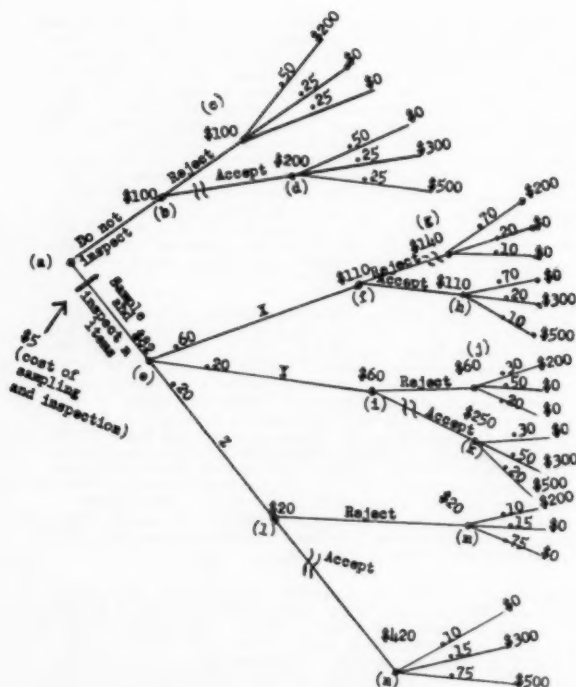 $200
.50
$0
.25
$0
.25
(c)
$100
Reject
$100
(b)
Accept
$200
(d)
.50
$0
.25
$300
.25
$500
Do not
inspect
(a)
Sample
and
inspect n
items
$5
(cost of
sampling
and inspection)
(e)
.60
X
.20
Y
.20
Z
$110
(f)
Reject
(g)
$140
.70
$200
.20
$0
.10
$0
Accept
$110
(h)
.70
$0
.20
$300
.10
$500
$60
(i)
Reject
$60
(j)
.30
$200
.50
$0
.20
$0
Accept
$250
(k)
.30
$0
.50
$300
.20
$500
$20
(l)
Reject
$20
(m)
.10
$200
.15
$0
.75
$0
Accept
$420
(n)
.10
$0
.15
$300
.75
$500